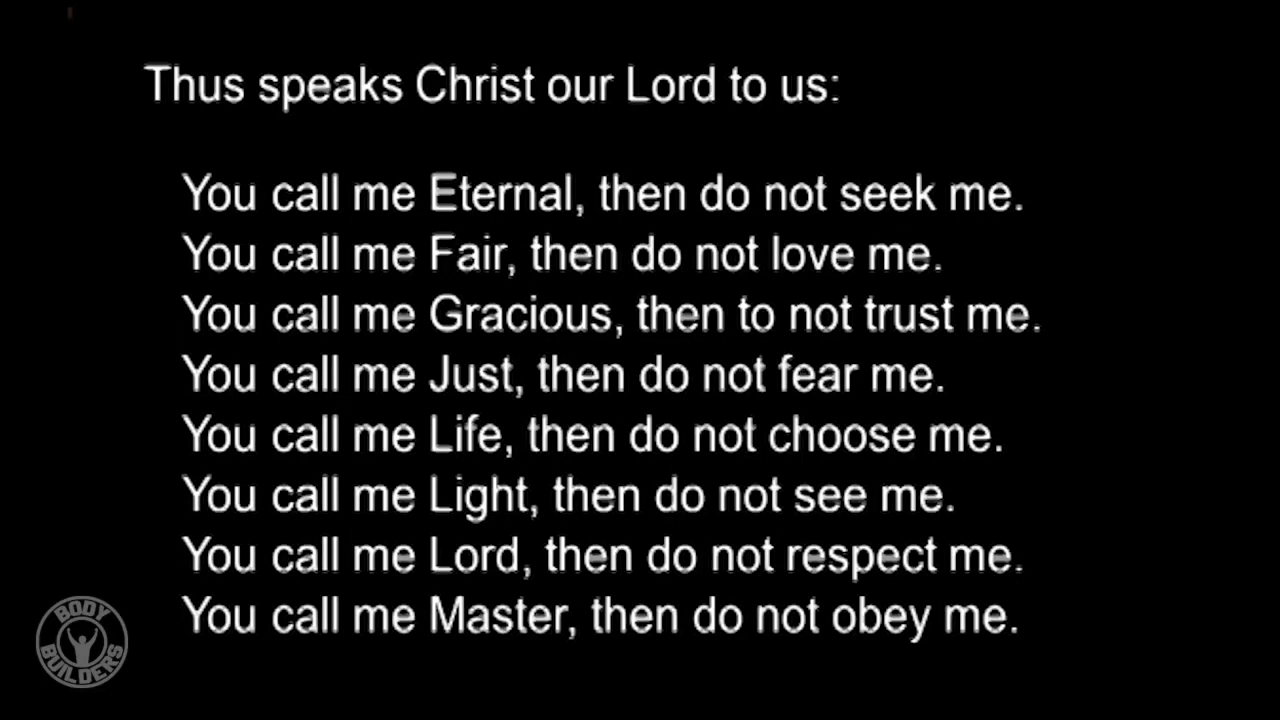 Thus speaks Christ our Lord to us:
You call me Eternal, then do not seek me.
You call me Fair, then do not love me.
You call me Gracious, then to not trust me.
You call me Just, then do not fear me.
You call me Life, then do not choose me.
You call me Light, then do not see me.
You call me Lord, then do not respect me.
You call me Master, then do not obey me.
BODY
BUILDERS